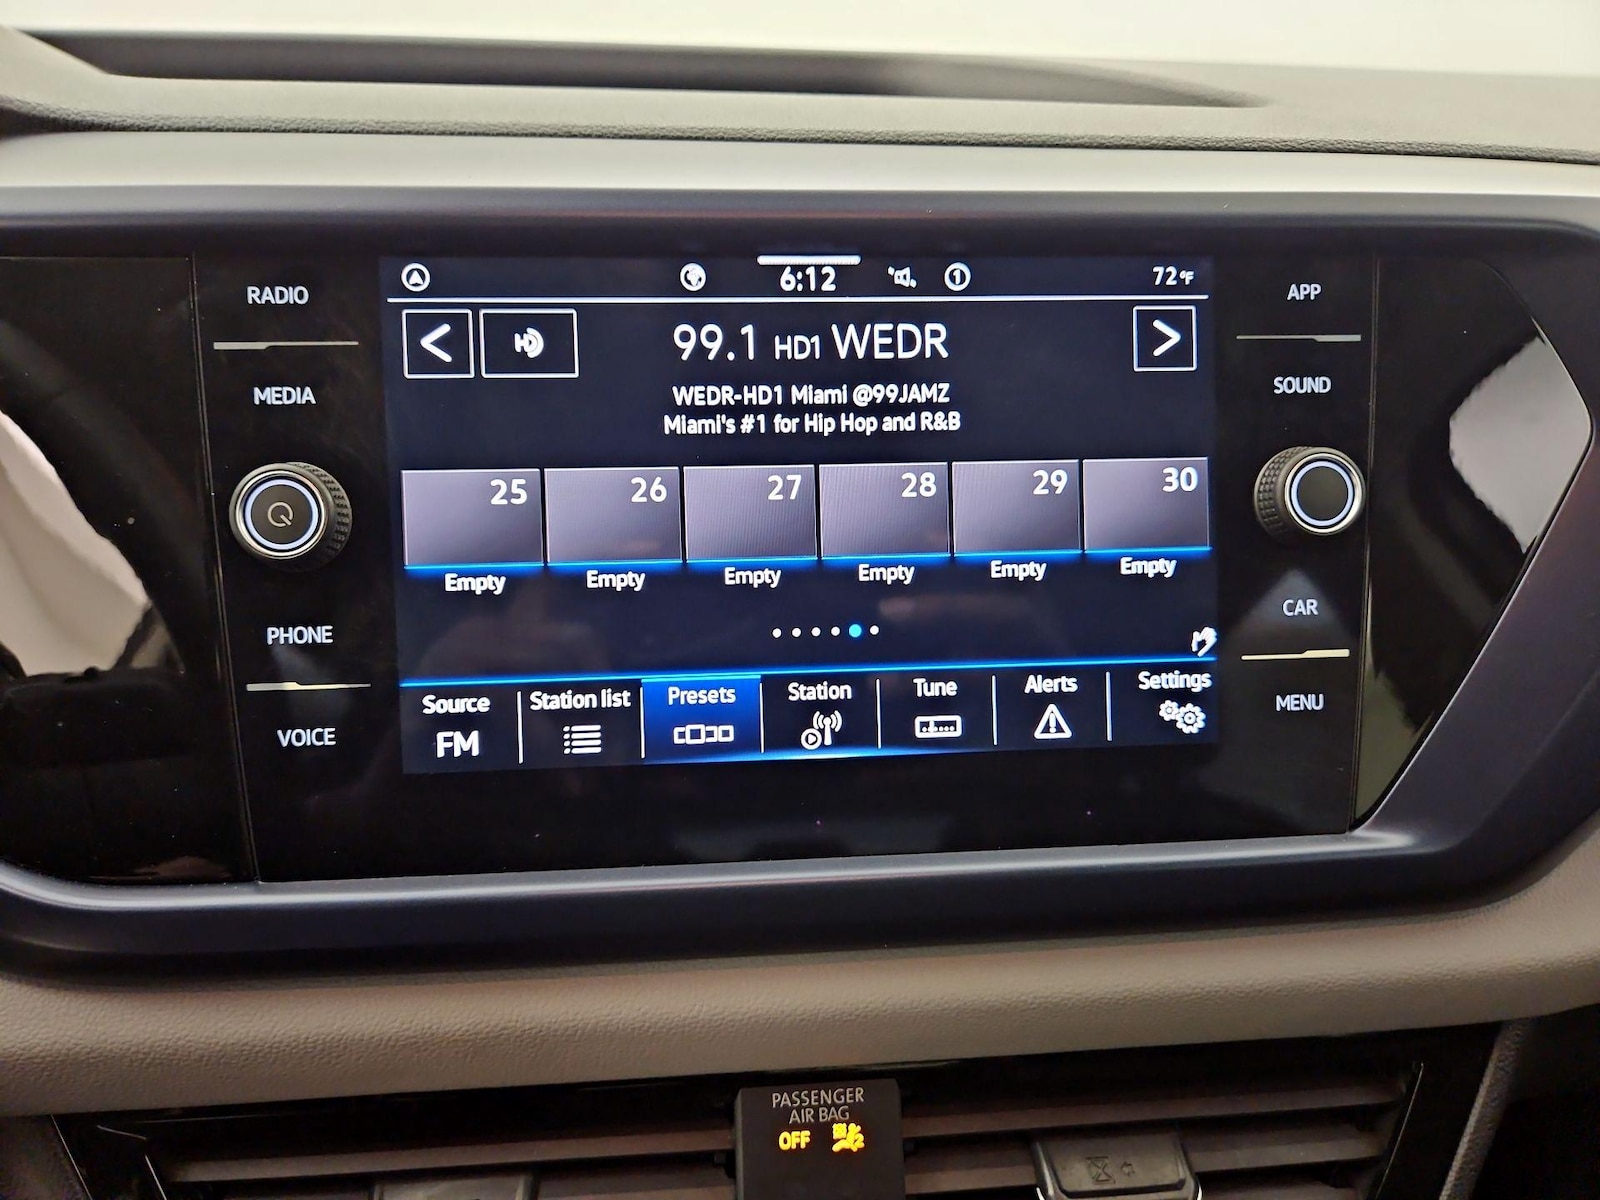 RADIO
MEDIA
PHONE
VOICE
6:12
1
72°F
<
HD
99.1 HD1 WEDR
>
WEDR-HD1 Miami @99JAMZ
Miami's #1 for Hip Hop and R&B
25 26 27 28 29 30
Empty Empty Empty Empty Empty Empty
Source Station list Presets Station Tune Alerts Settings
FM
APP
SOUND
CAR
MENU
PASSENGER
AIR BAG
OFF